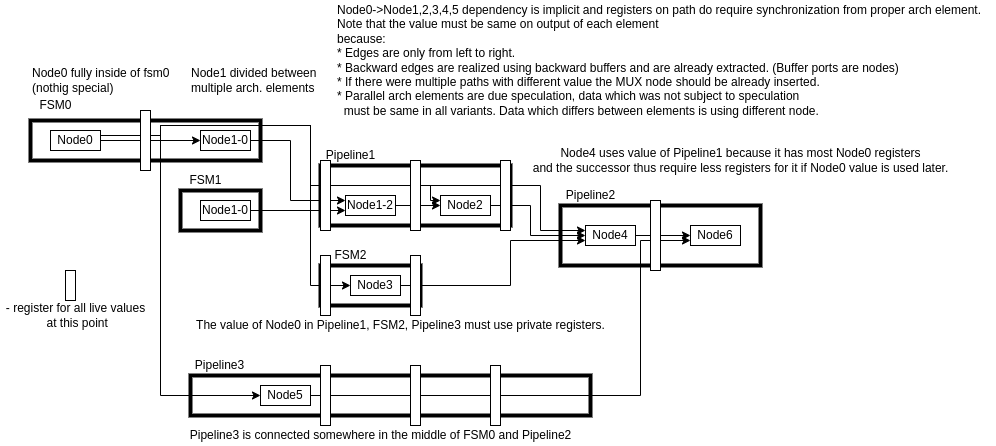 Node0->Node1,2,3,4,5 dependency is implicit and registers on path do require synchronization from proper arch element.
Note that the value must be same on output of each element
because:
* Edges are only from left to right.
* Backward edges are realized using backward buffers and are already extracted. (Buffer ports are nodes)
* If there were multiple paths with different value the MUX node should be already inserted.
* Parallel arch elements are due speculation, data which was not subject to speculation
must be same in all variants. Data which differs between elements is using different node.
Node0 fully inside of fsm0
(nothig special)
Node1 divided between
multiple arch. elements
FSM0
Node0
Node1-0
Pipeline1
Node4 uses value of Pipeline1 because it has most Node0 registers
and the successor thus require less registers for it if Node0 value is used later.
FSM1
Node1-0
Node1-2
Node2
Pipeline2
Node4
Node6
FSM2
Node3
- register for all live values
at this point
The value of Node0 in Pipeline1, FSM2, Pipeline3 must use private registers.
Pipeline3
Node5
Pipeline3 is connected somewhere in the middle of FSM0 and Pipeline2